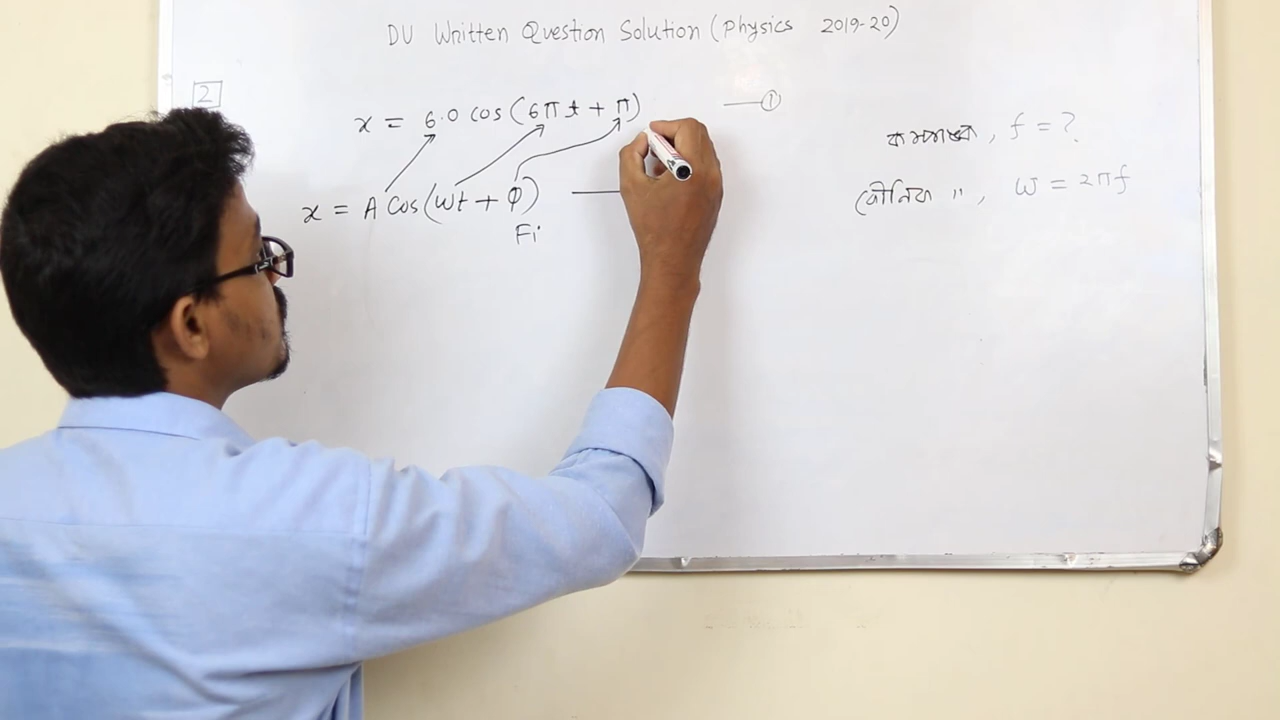 DU Written Question Solution (Physics 2019-20)
2
x = 6.0 cos (6π t + π) —①
x = A Cos (ωt + φ) —
Fi
কম্পাঙ্ক, f = ?
কৌনিক ", ω = 2πf